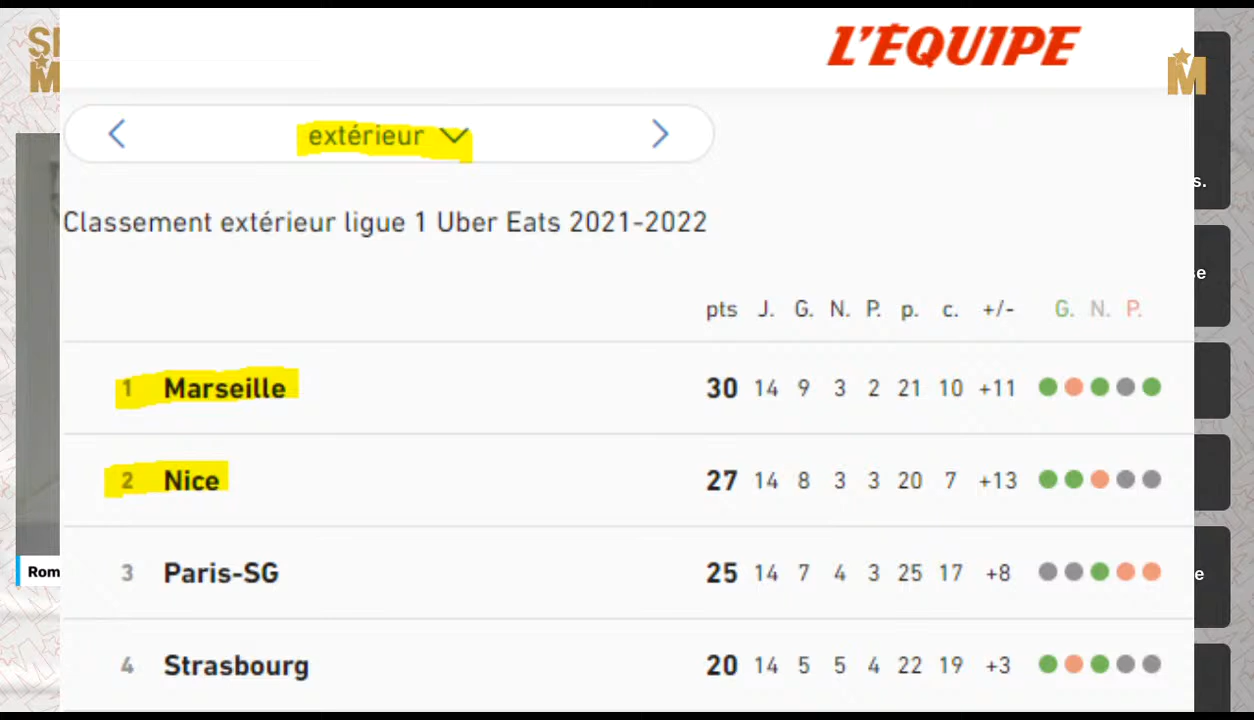 L'ÉQUIPE
M
M
extérieur
s.
Classement extérieur ligue 1 Uber Eats 2021-2022
se
pts J. G. N. P. p. c. +/- G. N. P.
1 Marseille 30 14 9 3 2 21 10 +11
2 Nice 27 14 8 3 3 20 7 +13
3 Paris-SG 25 14 7 4 3 25 17 +8
Rom
e
4 Strasbourg 20 14 5 5 4 22 19 +3